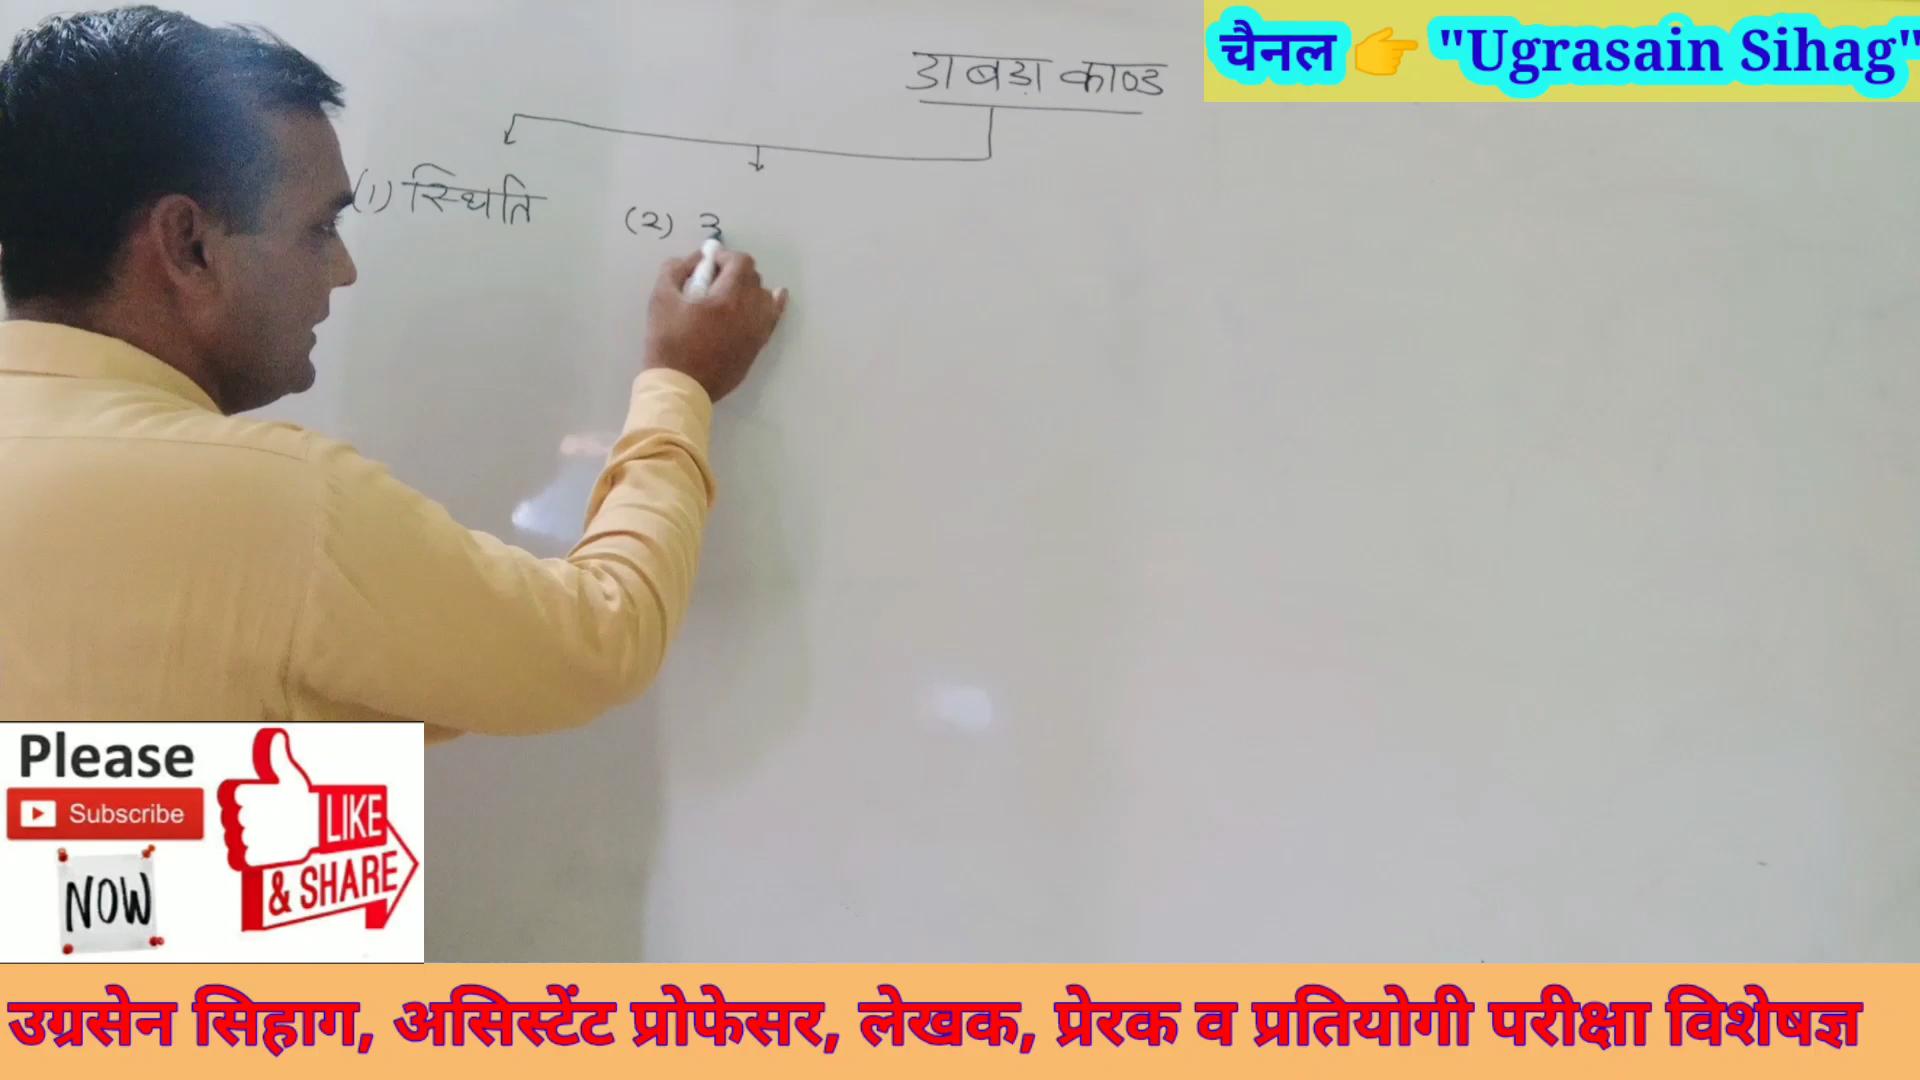 चैनल 👉 "Ugrasain Sihag"
डाबड़ा काण्ड
(1) स्थिति
(2)
Please
Subscribe
NOW
LIKE
& SHARE
उग्रसेन सिहाग, असिस्टेंट प्रोफेसर, लेखक, प्रेरक व प्रतियोगी परीक्षा विशेषज्ञ